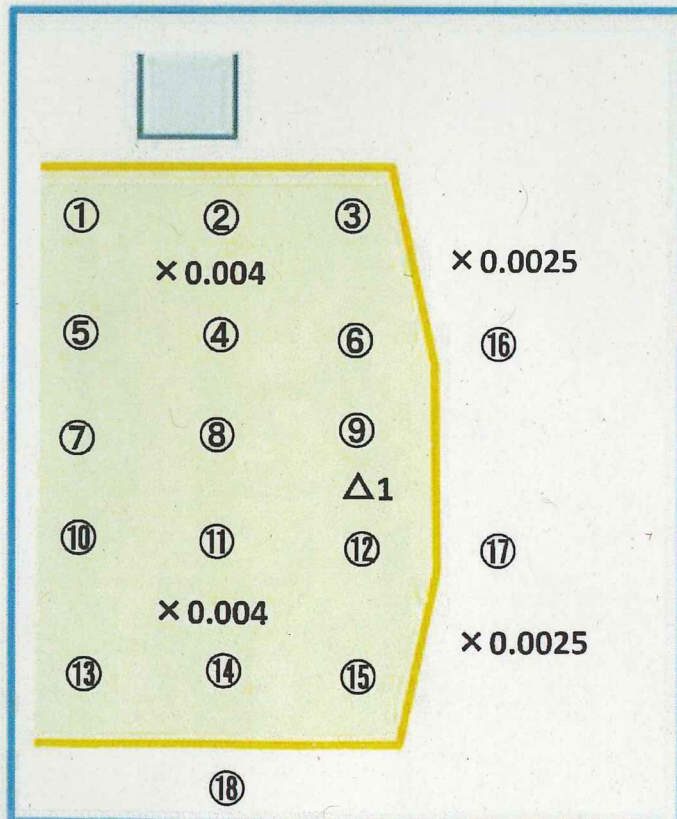 ① ② ③
× 0.004 × 0.0025
⑤ ④ ⑥ ⑯
⑦ ⑧ ⑨
△1
⑩ ⑪ ⑫ ⑰
× 0.004
× 0.0025
⑬ ⑭ ⑮
⑱